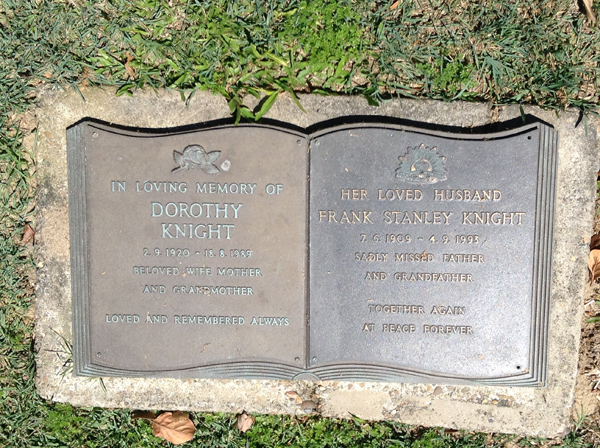 IN LOVING MEMORY OF
DOROTHY
KNIGHT
2.9.1920 - 18.8.1989
BELOVED WIFE MOTHER
AND GRANDMOTHER
LOVED AND REMEMBERED ALWAYS
HER LOVED HUSBAND
FRANK STANLEY KNIGHT
7.6.1909 - 4.9.1993
SADLY MISSED FATHER
AND GRANDFATHER
TOGETHER AGAIN
AT PEACE FOREVER